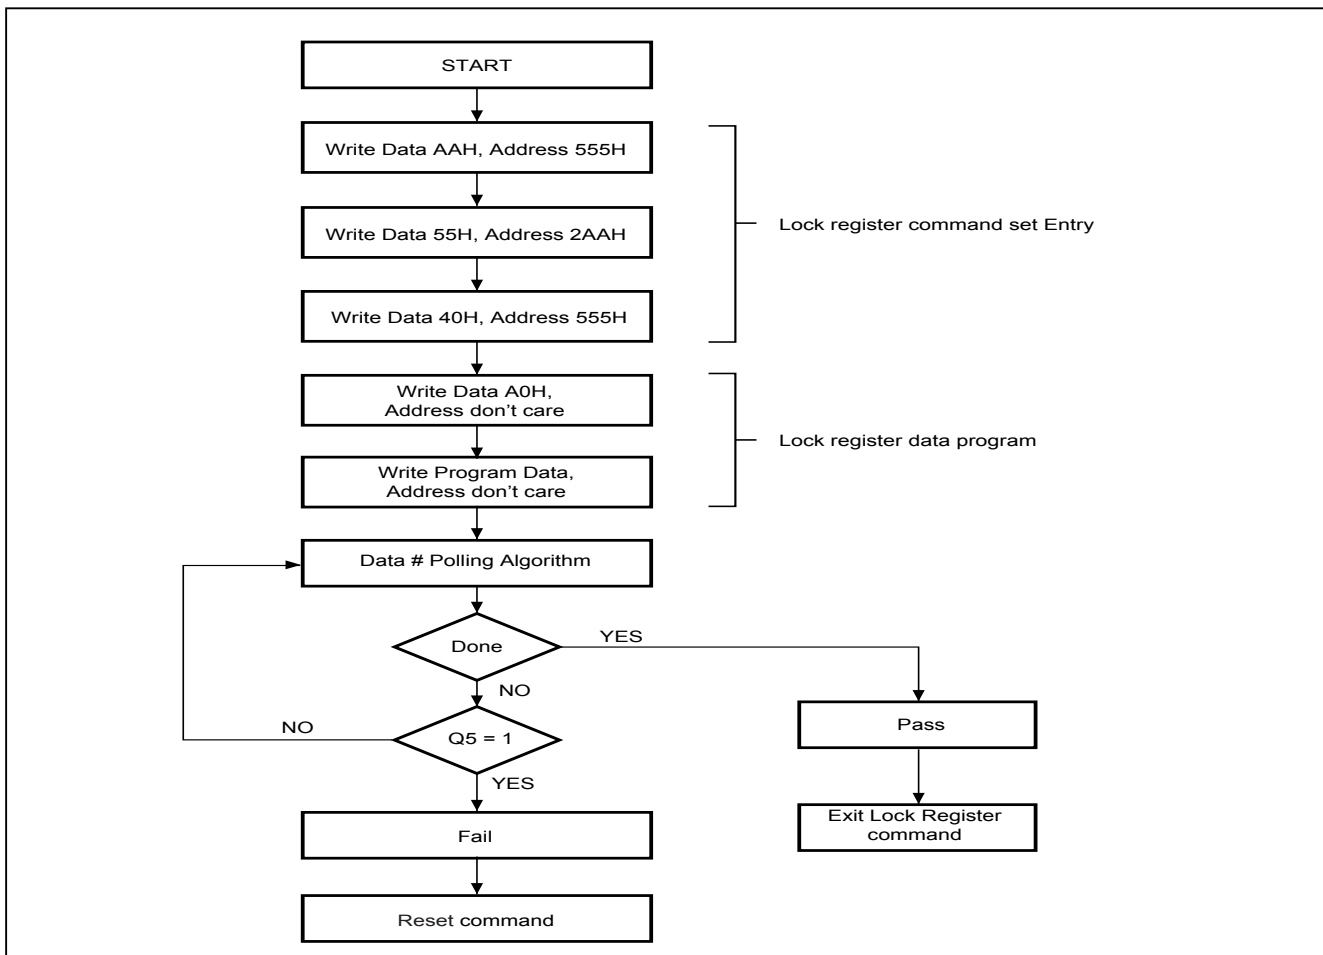 START
Write Data AAH, Address 555H
Write Data 55H, Address 2AAH
Lock register command set Entry
Write Data 40H, Address 555H
Write Data A0H,
Address don't care
Lock register data program
Write Program Data,
Address don't care
Data # Polling Algorithm
Done
YES
NO
Q5 = 1
NO
YES
Pass
Fail
Exit Lock Register
command
Reset command